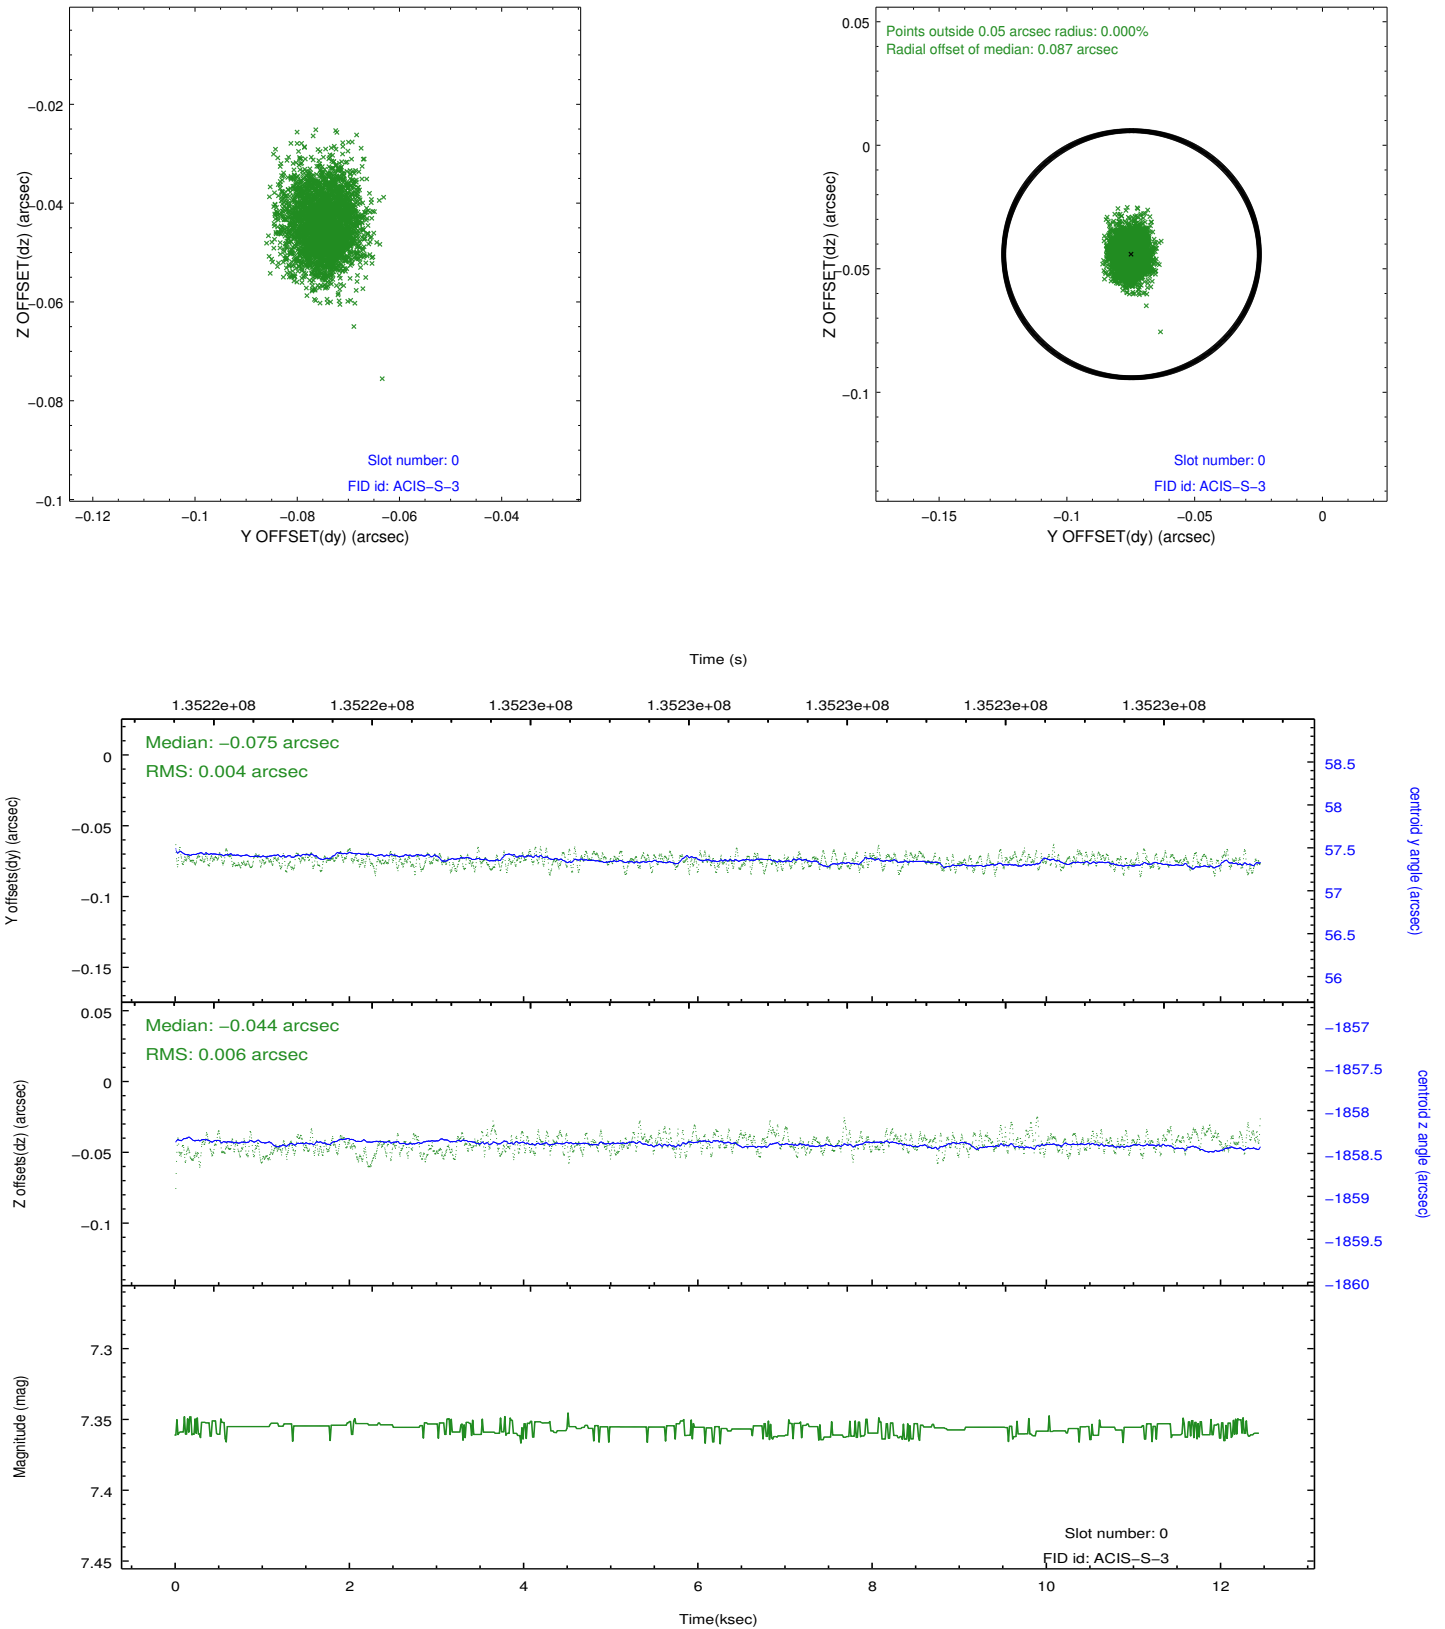 −0.02
−0.04
−0.06
−0.08
−0.1
Z OFFSET(dz) (arcsec)
Slot number: 0
FID id: ACIS−S−3
−0.12
−0.1
−0.08
−0.06
−0.04
Y OFFSET(dy) (arcsec)
Points outside 0.05 arcsec radius: 0.000%
Radial offset of median: 0.087 arcsec
0.05
0
−0.05
−0.1
Z OFFSET(dz) (arcsec)
Slot number: 0
FID id: ACIS−S−3
−0.15
−0.1
−0.05
0
Y OFFSET(dy) (arcsec)
Time (s)
1.3522e+08
1.3522e+08
1.3523e+08
1.3523e+08
1.3523e+08
1.3523e+08
1.3523e+08
Median: −0.075 arcsec
RMS: 0.004 arcsec
0
−0.05
−0.1
−0.15
Y offsets(dy) (arcsec)
58.5
58
57.5
57
56.5
56
centroid y angle (arcsec)
Median: −0.044 arcsec
RMS: 0.006 arcsec
0.05
0
−0.05
−0.1
Z offsets(dz) (arcsec)
−1857
−1857.5
−1858
−1858.5
−1859
−1859.5
−1860
centroid z angle (arcsec)
7.3
7.35
7.4
7.45
Magnitude (mag)
Slot number: 0
FID id: ACIS−S−3
0
2
4
6
8
10
12
Time(ksec)